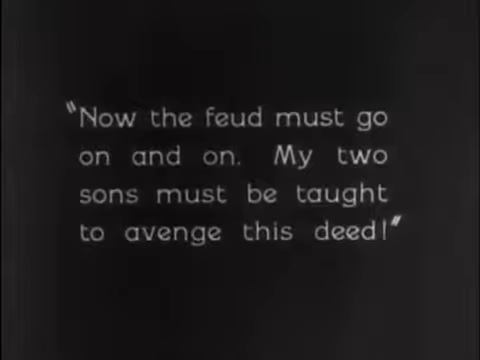 "Now the feud must go
on and on. My two
sons must be taught
to avenge this deed!"